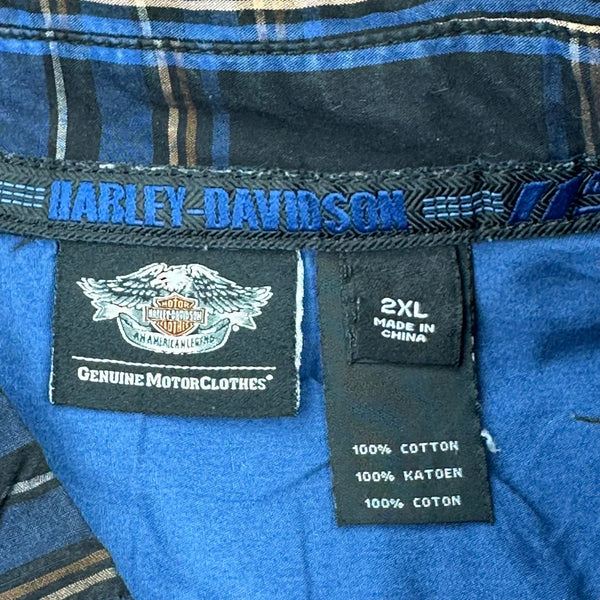 HARLEY-DAVIDSON
MOTOR
HARLEY-DAVIDSON
CLOTHES
AN AMERICAN LEGEND
GENUINE MOTORCLOTHES®
2XL
MADE IN
CHINA
100% COTTON
100% KATOEN
100% COTON